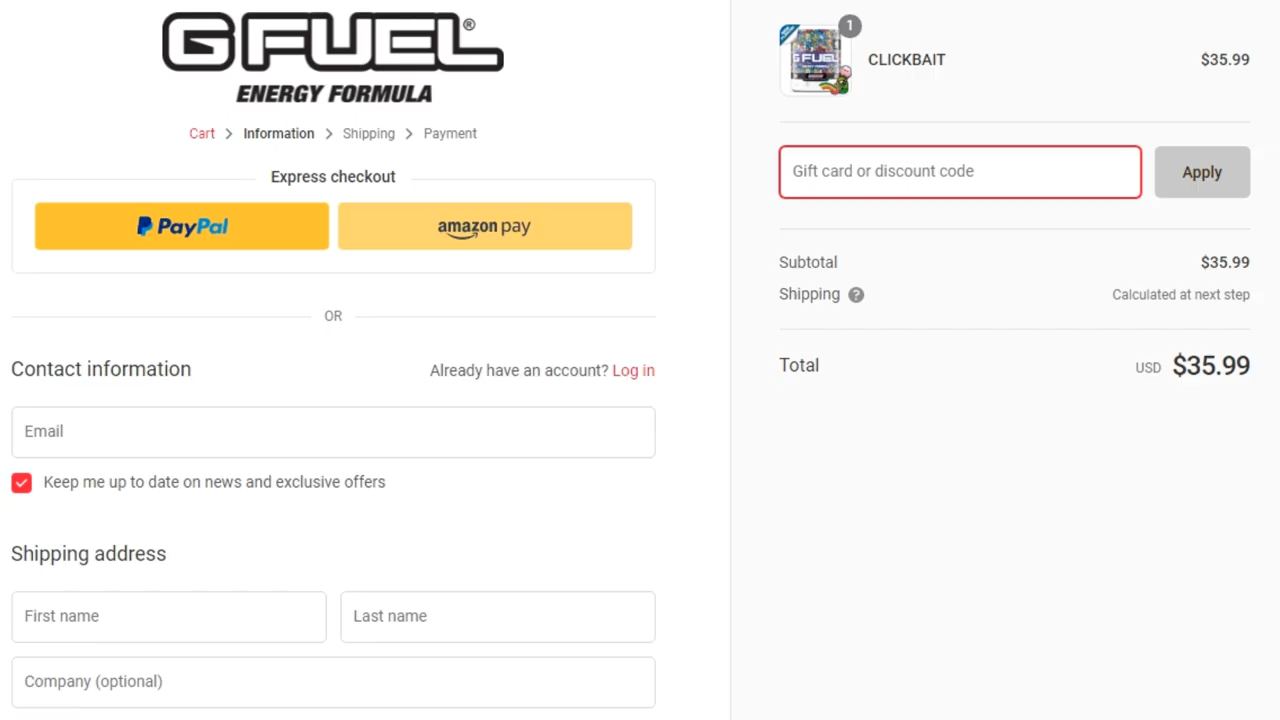 GFUEL®
ENERGY FORMULA
Cart > Information > Shipping > Payment
Express checkout
PayPal
amazon pay
OR
Contact information
Already have an account? Log in
Email
Keep me up to date on news and exclusive offers
Shipping address
First name
Last name
Company (optional)
1
GFUEL
CLICKBAIT
$35.99
Gift card or discount code
Apply
Subtotal
$35.99
Shipping ?
Calculated at next step
Total
USD $35.99